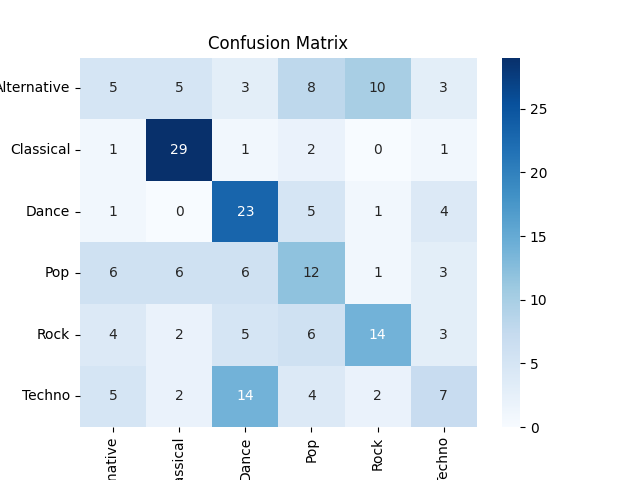 Confusion Matrix
lternative 5 5 3 8 10 3
Classical 1 29 1 2 0 1
Dance 1 0 23 5 1 4
Pop 6 6 6 12 1 3
Rock 4 2 5 6 14 3
Techno 5 2 14 4 2 7
native
assical
Dance
Pop
Rock
echno
25
20
15
10
5
0